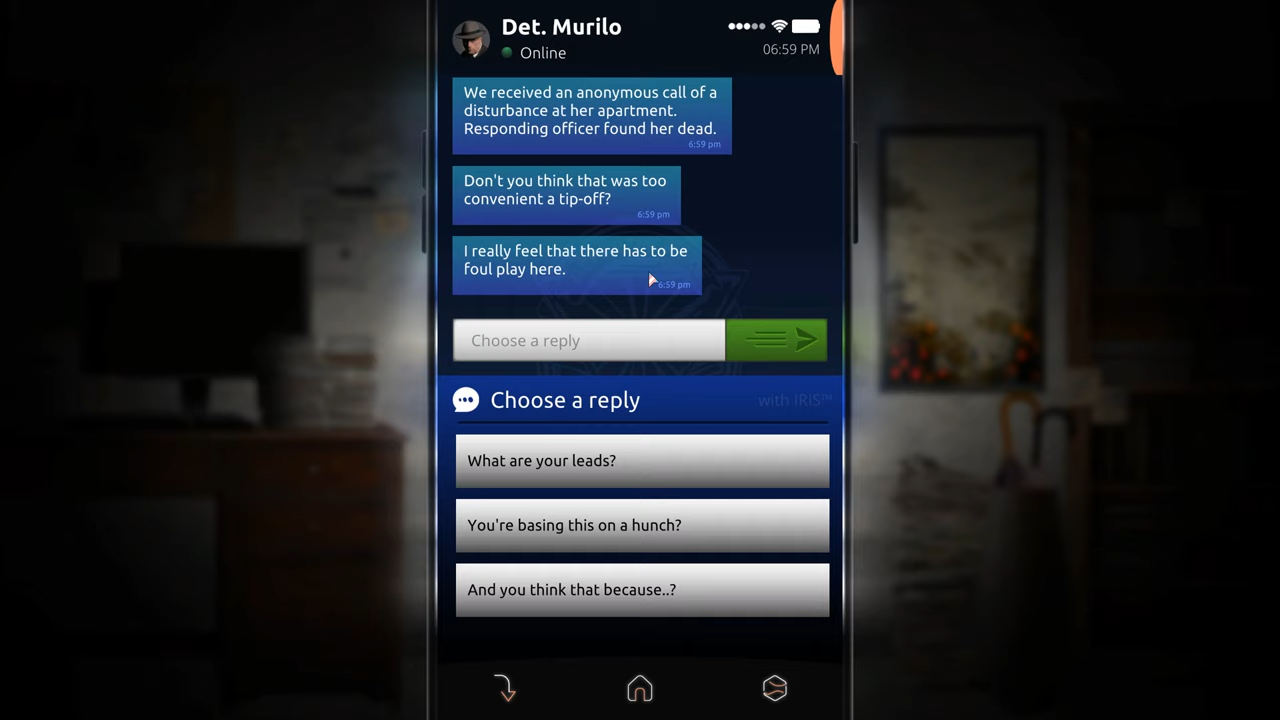 Det. Murilo
Online
06:59 PM
We received an anonymous call of a
disturbance at her apartment.
Responding officer found her dead.
6:59 pm
Don't you think that was too
convenient a tip-off?
6:59 pm
I really feel that there has to be
foul play here.
6:59 pm
Choose a reply
Choose a reply
with IRIS™
What are your leads?
You're basing this on a hunch?
And you think that because..?